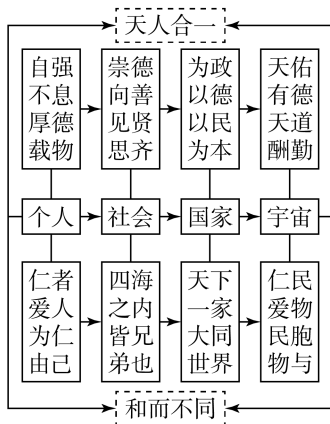 天人合一
自强
不息
厚德
载物
崇德
向善
见贤
思齐
为政
以德
以民
为本
天佑
有德
天道
酬勤
个人
社会
国家
宇宙
仁者
爱人
为仁
由己
四海
之内
皆兄
弟也
天下
一家
大同
世界
仁民
爱物
民胞
物与
和而不同